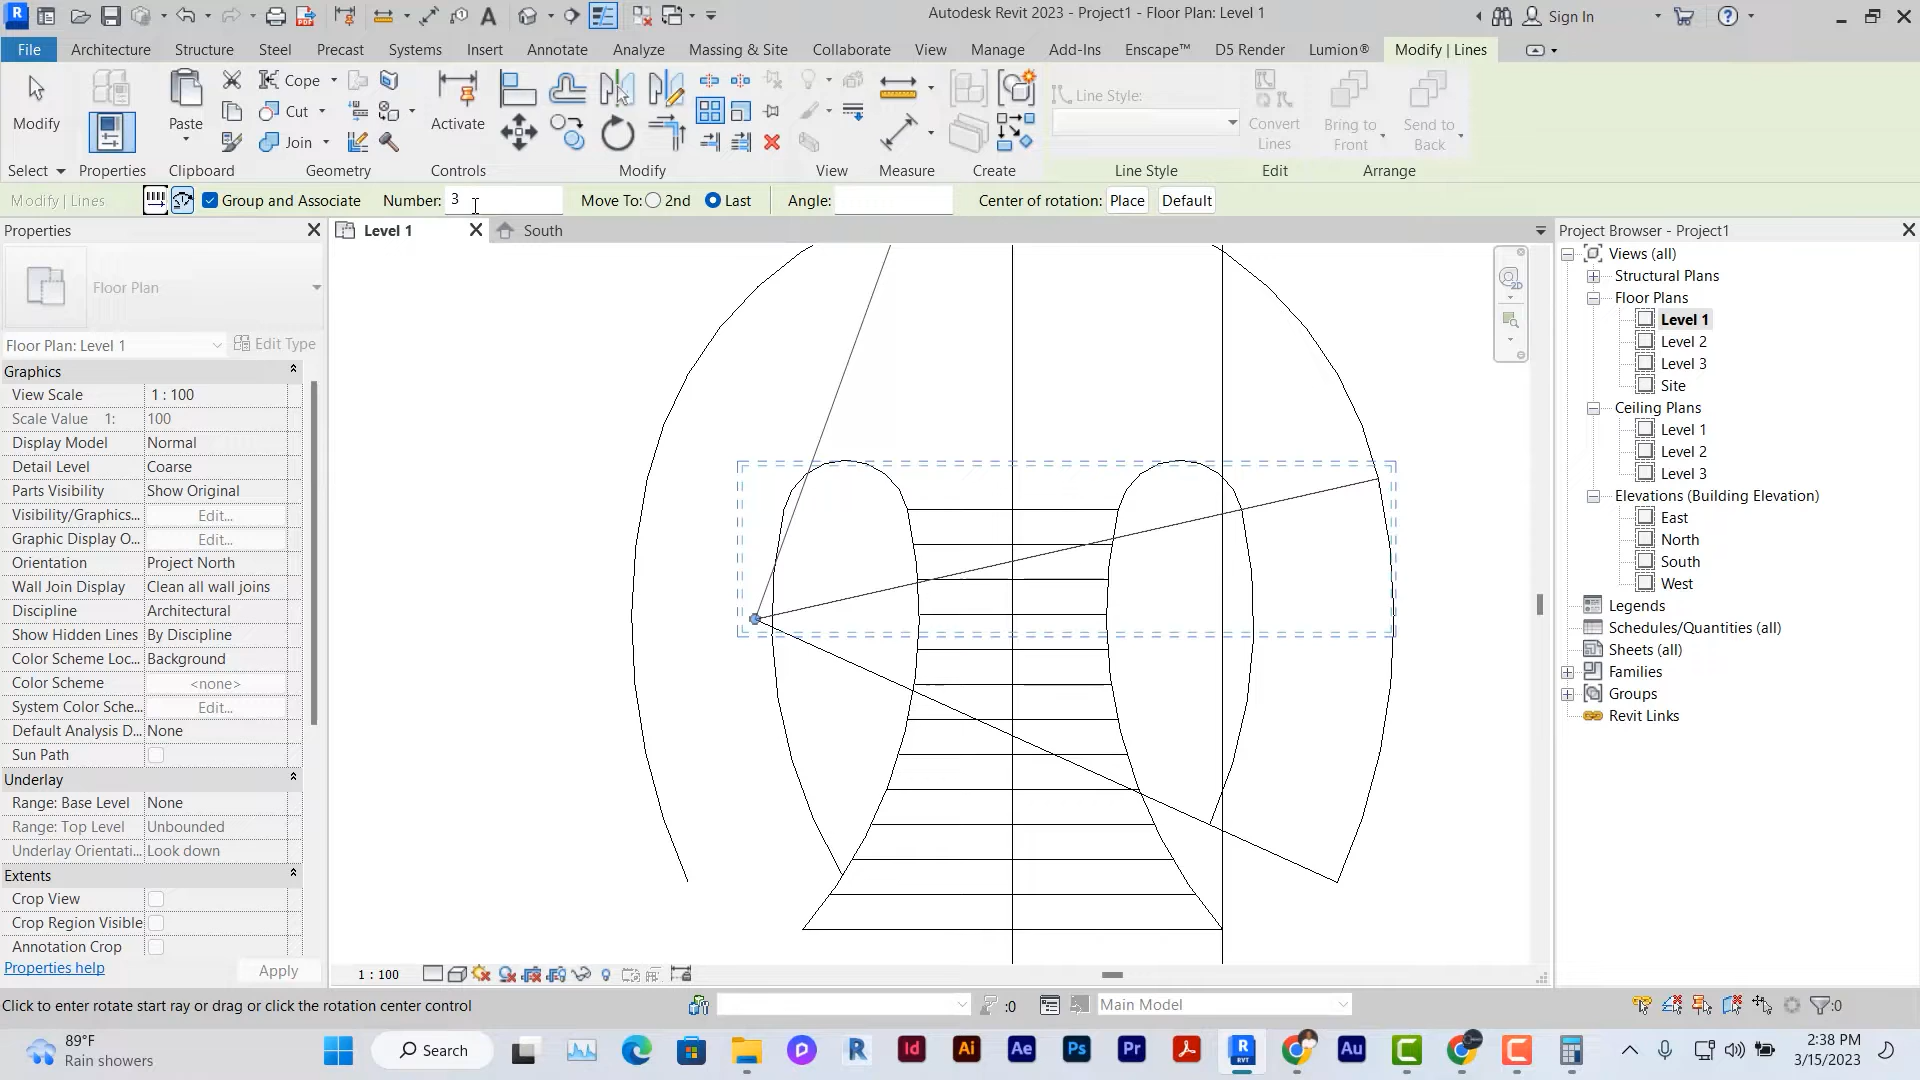 Autodesk Revit 2023 - Project1 - Floor Plan: Level 1
Sign In
File Architecture Structure Steel Precast Systems Insert Annotate Analyze Massing & Site Collaborate View Manage Add-Ins Enscape™ D5 Render Lumion® Modify | Lines
Modify Paste Cope Cut Join Activate Line Style: Convert Lines Bring to Front Send to Back
Select Properties Clipboard Geometry Controls Modify View Measure Create Line Style Edit Arrange
Modify | Lines Group and Associate Number: 3 Move To: 2nd Last Angle: Center of rotation: Place Default
Properties
Level 1
South
Project Browser - Project1
Floor Plan
Floor Plan: Level 1 Edit Type
Graphics
View Scale 1 : 100
Scale Value 1: 100
Display Model Normal
Detail Level Coarse
Parts Visibility Show Original
Visibility/Graphics... Edit...
Graphic Display O... Edit...
Orientation Project North
Wall Join Display Clean all wall joins
Discipline Architectural
Show Hidden Lines By Discipline
Color Scheme Loc... Background
Color Scheme <none>
System Color Sche... Edit...
Default Analysis D... None
Sun Path
Underlay
Range: Base Level None
Range: Top Level Unbounded
Underlay Orientati... Look down
Extents
Crop View
Crop Region Visible
Annotation Crop
Properties help Apply
2D
Views (all)
Structural Plans
Floor Plans
Level 1
Level 2
Level 3
Site
Ceiling Plans
Level 1
Level 2
Level 3
Elevations (Building Elevation)
East
North
South
West
Legends
Schedules/Quantities (all)
Sheets (all)
Families
Groups
Revit Links
1 : 100
Click to enter rotate start ray or drag or click the rotation center control
:0
Main Model
:0
89°F
Rain showers
Search
2:38 PM
3/15/2023